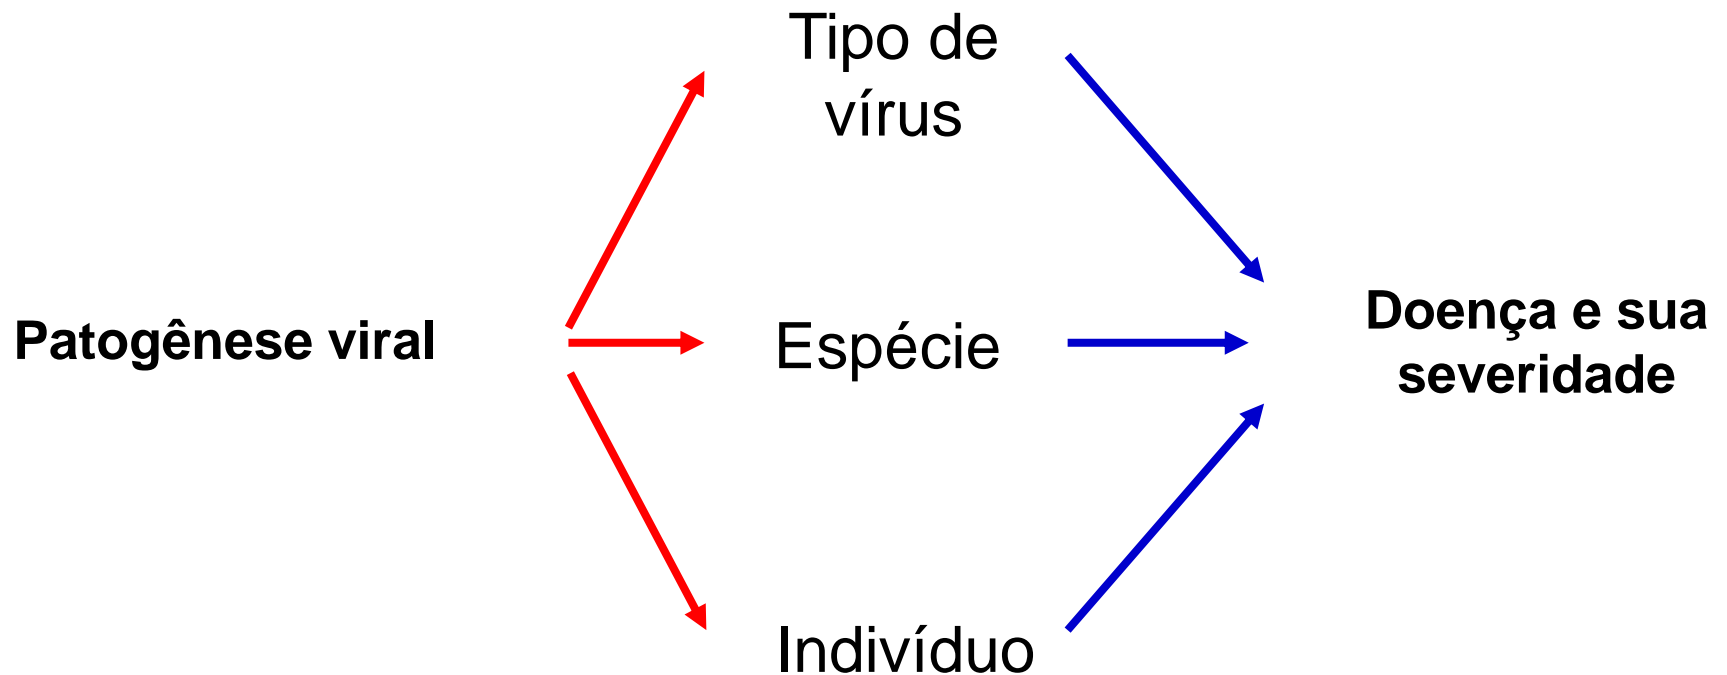 Tipo de
vírus
Patogênese viral
Espécie
Doença e sua
severidade
Indivíduo